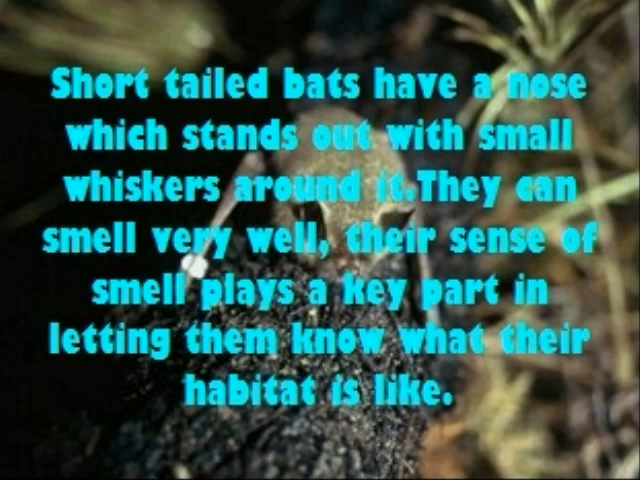 Short tailed bats have a nose
which stands out with small
whiskers around it.They can
smell very well, their sense of
smell plays a key part in
letting them know what their
habitat is like.